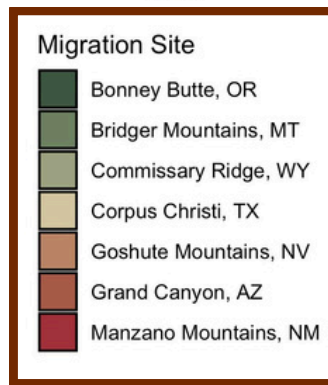 Migration Site
Bonney Butte, OR
Bridger Mountains, MT
Commissary Ridge, WY
Corpus Christi, TX
Goshute Mountains, NV
Grand Canyon, AZ
Manzano Mountains, NM